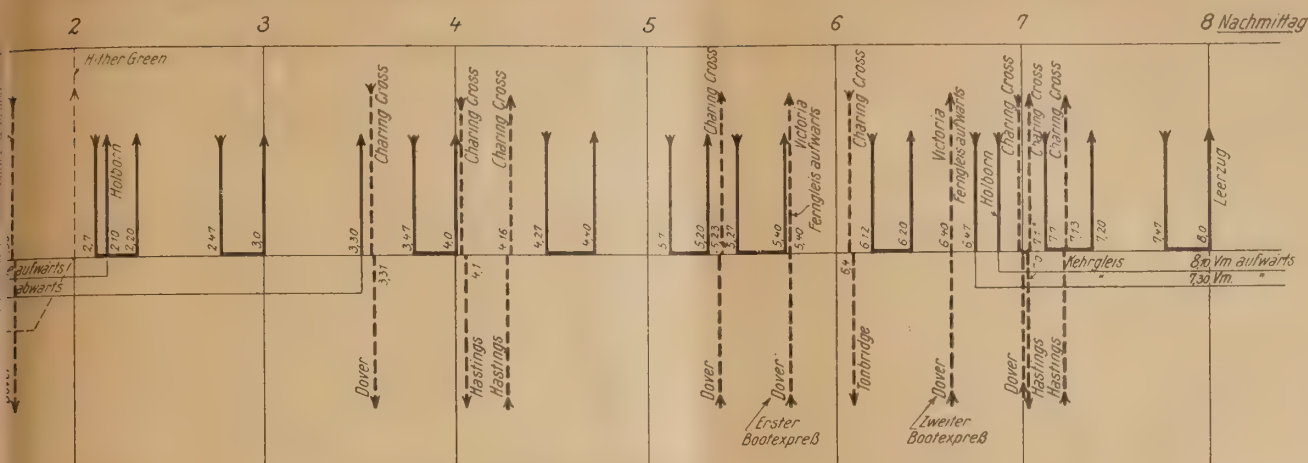 2 3 4 5 6 7 8 Nachmittag
Hither Green
Holborn
Charing Cross
Charing Cross
Charing Cross
Charing Cross
Victoria
Ferngleis aufwärts
Charing Cross
Victoria
Ferngleis aufwärts
Holborn
Charing Cross
Charing Cross
Charing Cross
Leerzug
2,7
2,10
2,20
2,47
3,0
3,30
3,31
3,47
4,0
4,1
4,16
4,27
4,40
5,7
5,20
5,23
5,27
5,40
5,40
6,4
6,12
6,20
6,40
6,47
7,2
7,13
7,20
7,47
8,0
aufwärts
abwärts
Kehrgleis 8,10 Vm aufwärts
" 7,30 Vm. "
Dover
Dover
Hastings
Hastings
Dover
Dover
Tonbridge
Dover
Dover
Hastings
Hastings
Erster
Bootexpreß
Zweiter
Bootexpreß